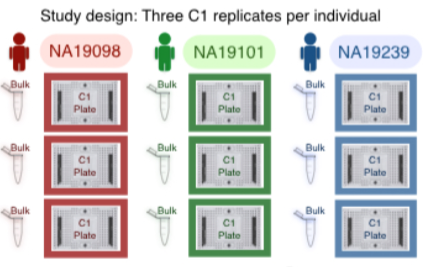 Study design: Three C1 replicates per individual
NA19098 NA19101 NA19239
Bulk C1 Plate Bulk C1 Plate Bulk C1 Plate
Bulk C1 Plate Bulk C1 Plate Bulk C1 Plate
Bulk C1 Plate Bulk C1 Plate Bulk C1 Plate